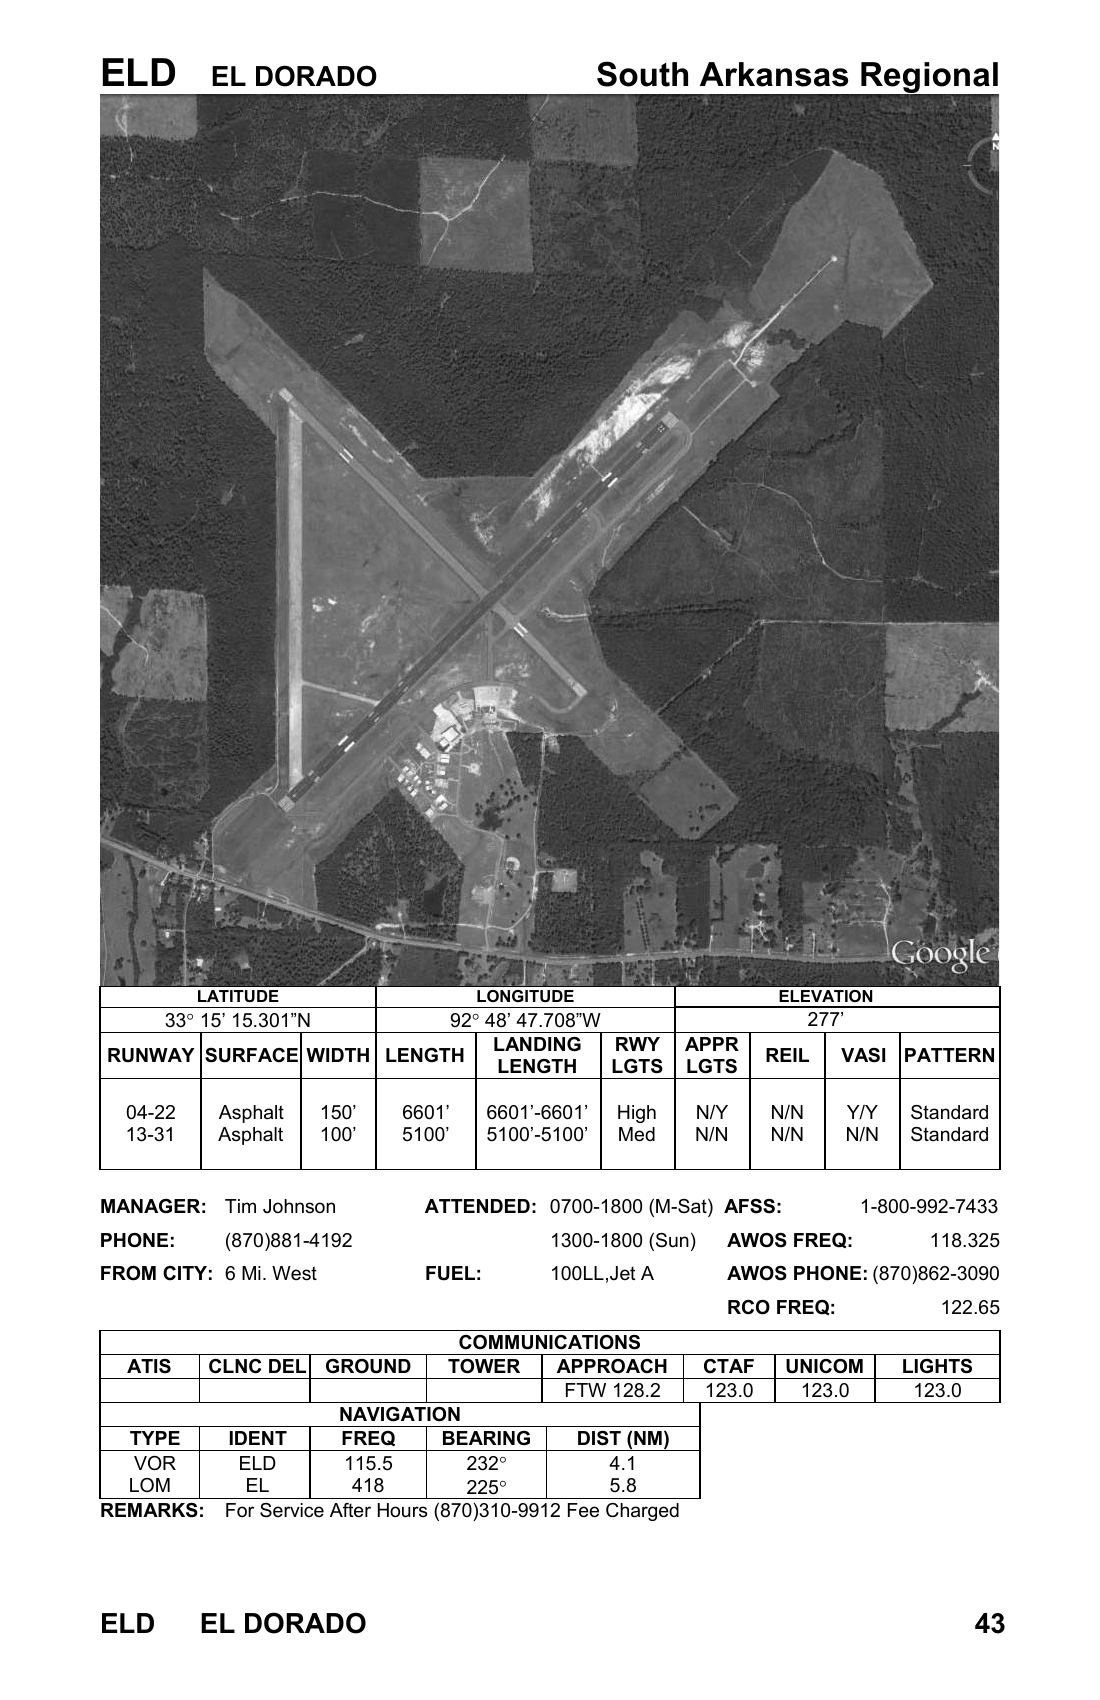 ELD EL DORADO South Arkansas Regional
N
22
Google
LATITUDE LONGITUDE ELEVATION
33° 15’ 15.301”N 92° 48’ 47.708”W 277’
RUNWAY SURFACE WIDTH LENGTH LANDING LENGTH RWY LGTS APPR LGTS REIL VASI PATTERN
04-22 Asphalt 150’ 6601’ 6601’-6601’ High N/Y N/N Y/Y Standard
13-31 Asphalt 100’ 5100’ 5100’-5100’ Med N/N N/N N/N Standard
MANAGER: Tim Johnson ATTENDED: 0700-1800 (M-Sat) AFSS: 1-800-992-7433
PHONE: (870)881-4192 1300-1800 (Sun) AWOS FREQ: 118.325
FROM CITY: 6 Mi. West FUEL: 100LL,Jet A AWOS PHONE: (870)862-3090
RCO FREQ: 122.65
COMMUNICATIONS
ATIS CLNC DEL GROUND TOWER APPROACH CTAF UNICOM LIGHTS
FTW 128.2 123.0 123.0 123.0
NAVIGATION
TYPE IDENT FREQ BEARING DIST (NM)
VOR ELD 115.5 232° 4.1
LOM EL 418 225° 5.8
REMARKS: For Service After Hours (870)310-9912 Fee Charged
ELD EL DORADO 43